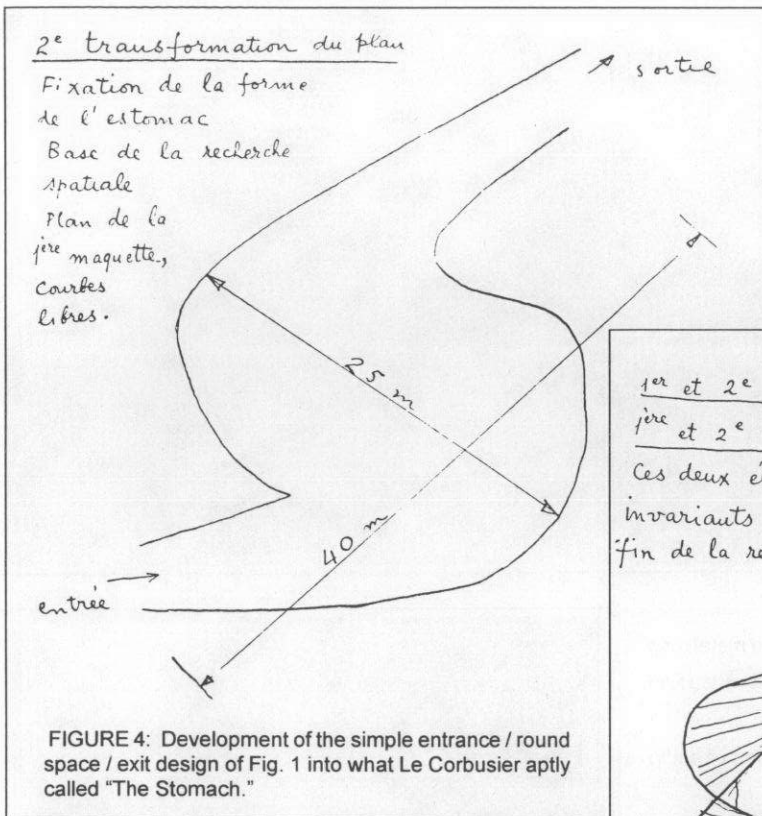 2e transformation du plan
Fixation de la forme
de l'estomac
Base de la recherche
spatiale
Plan de la
1ère maquette,
Courbes
libres.
sortie
25 m
40 m
entrée
FIGURE 4: Development of the simple entrance / round
space / exit design of Fig. 1 into what Le Corbusier aptly
called "The Stomach."
1er et 2e
1ère et 2e
Ces deux é
invariants
fin de la re